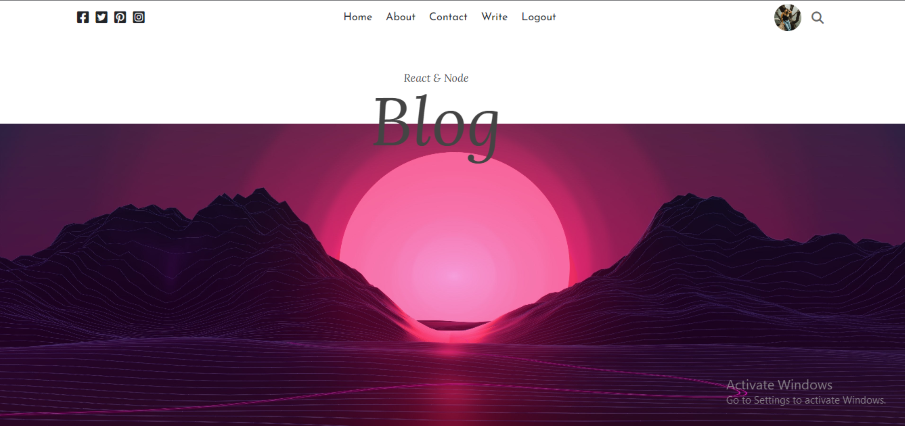 Home About Contact Write Logout
React & Node
Blog
Activate Windows
Go to Settings to activate Windows.